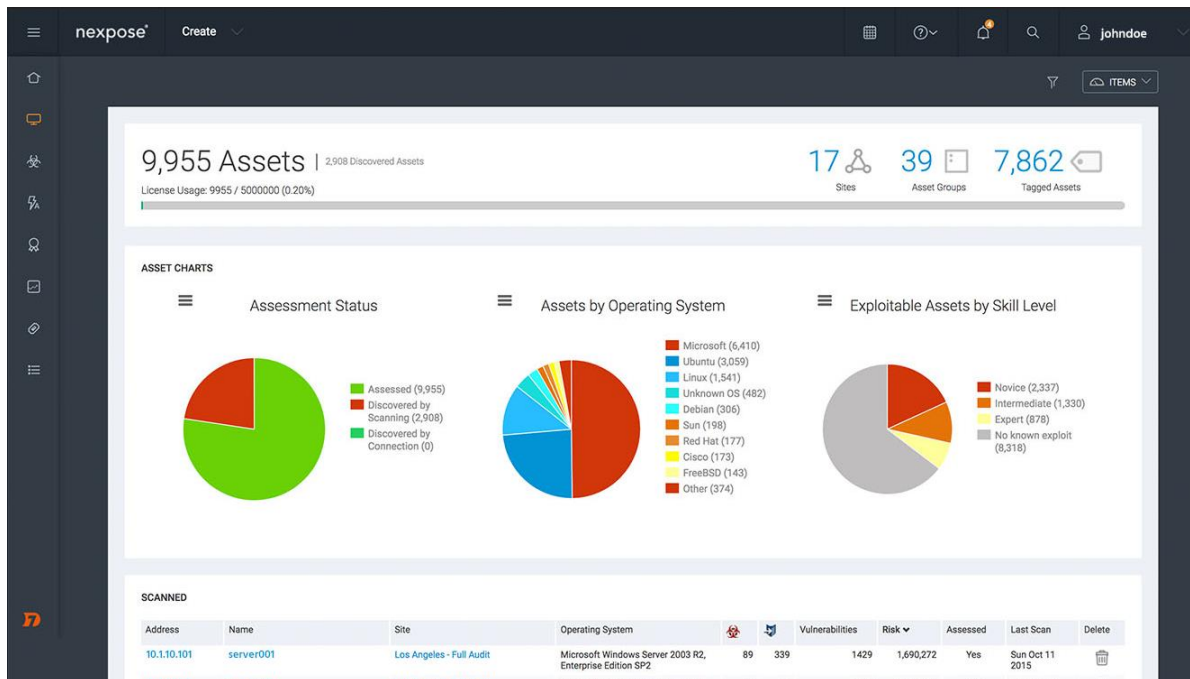 nexpose®
Create
4
johndoe
ITEMS
9,955 Assets | 2,908 Discovered Assets
License Usage: 9955 / 5000000 (0.20%)
17
Sites
39
Asset Groups
7,862
Tagged Assets
ASSET CHARTS
Assessment Status
Assessed (9,955)
Discovered by
Scanning (2,908)
Discovered by
Connection (0)
Assets by Operating System
Microsoft (6,410)
Ubuntu (3,059)
Linux (1,541)
Unknown OS (482)
Debian (306)
Sun (198)
Red Hat (177)
Cisco (173)
FreeBSD (143)
Other (374)
Exploitable Assets by Skill Level
Novice (2,337)
Intermediate (1,330)
Expert (878)
No known exploit
(8,318)
SCANNED
Address Name Site Operating System Vulnerabilities Risk Assessed Last Scan Delete
10.1.10.101 server001 Los Angeles - Full Audit Microsoft Windows Server 2003 R2, 89 339 1429 1,690,272 Yes Sun Oct 11
Enterprise Edition SP2 2015